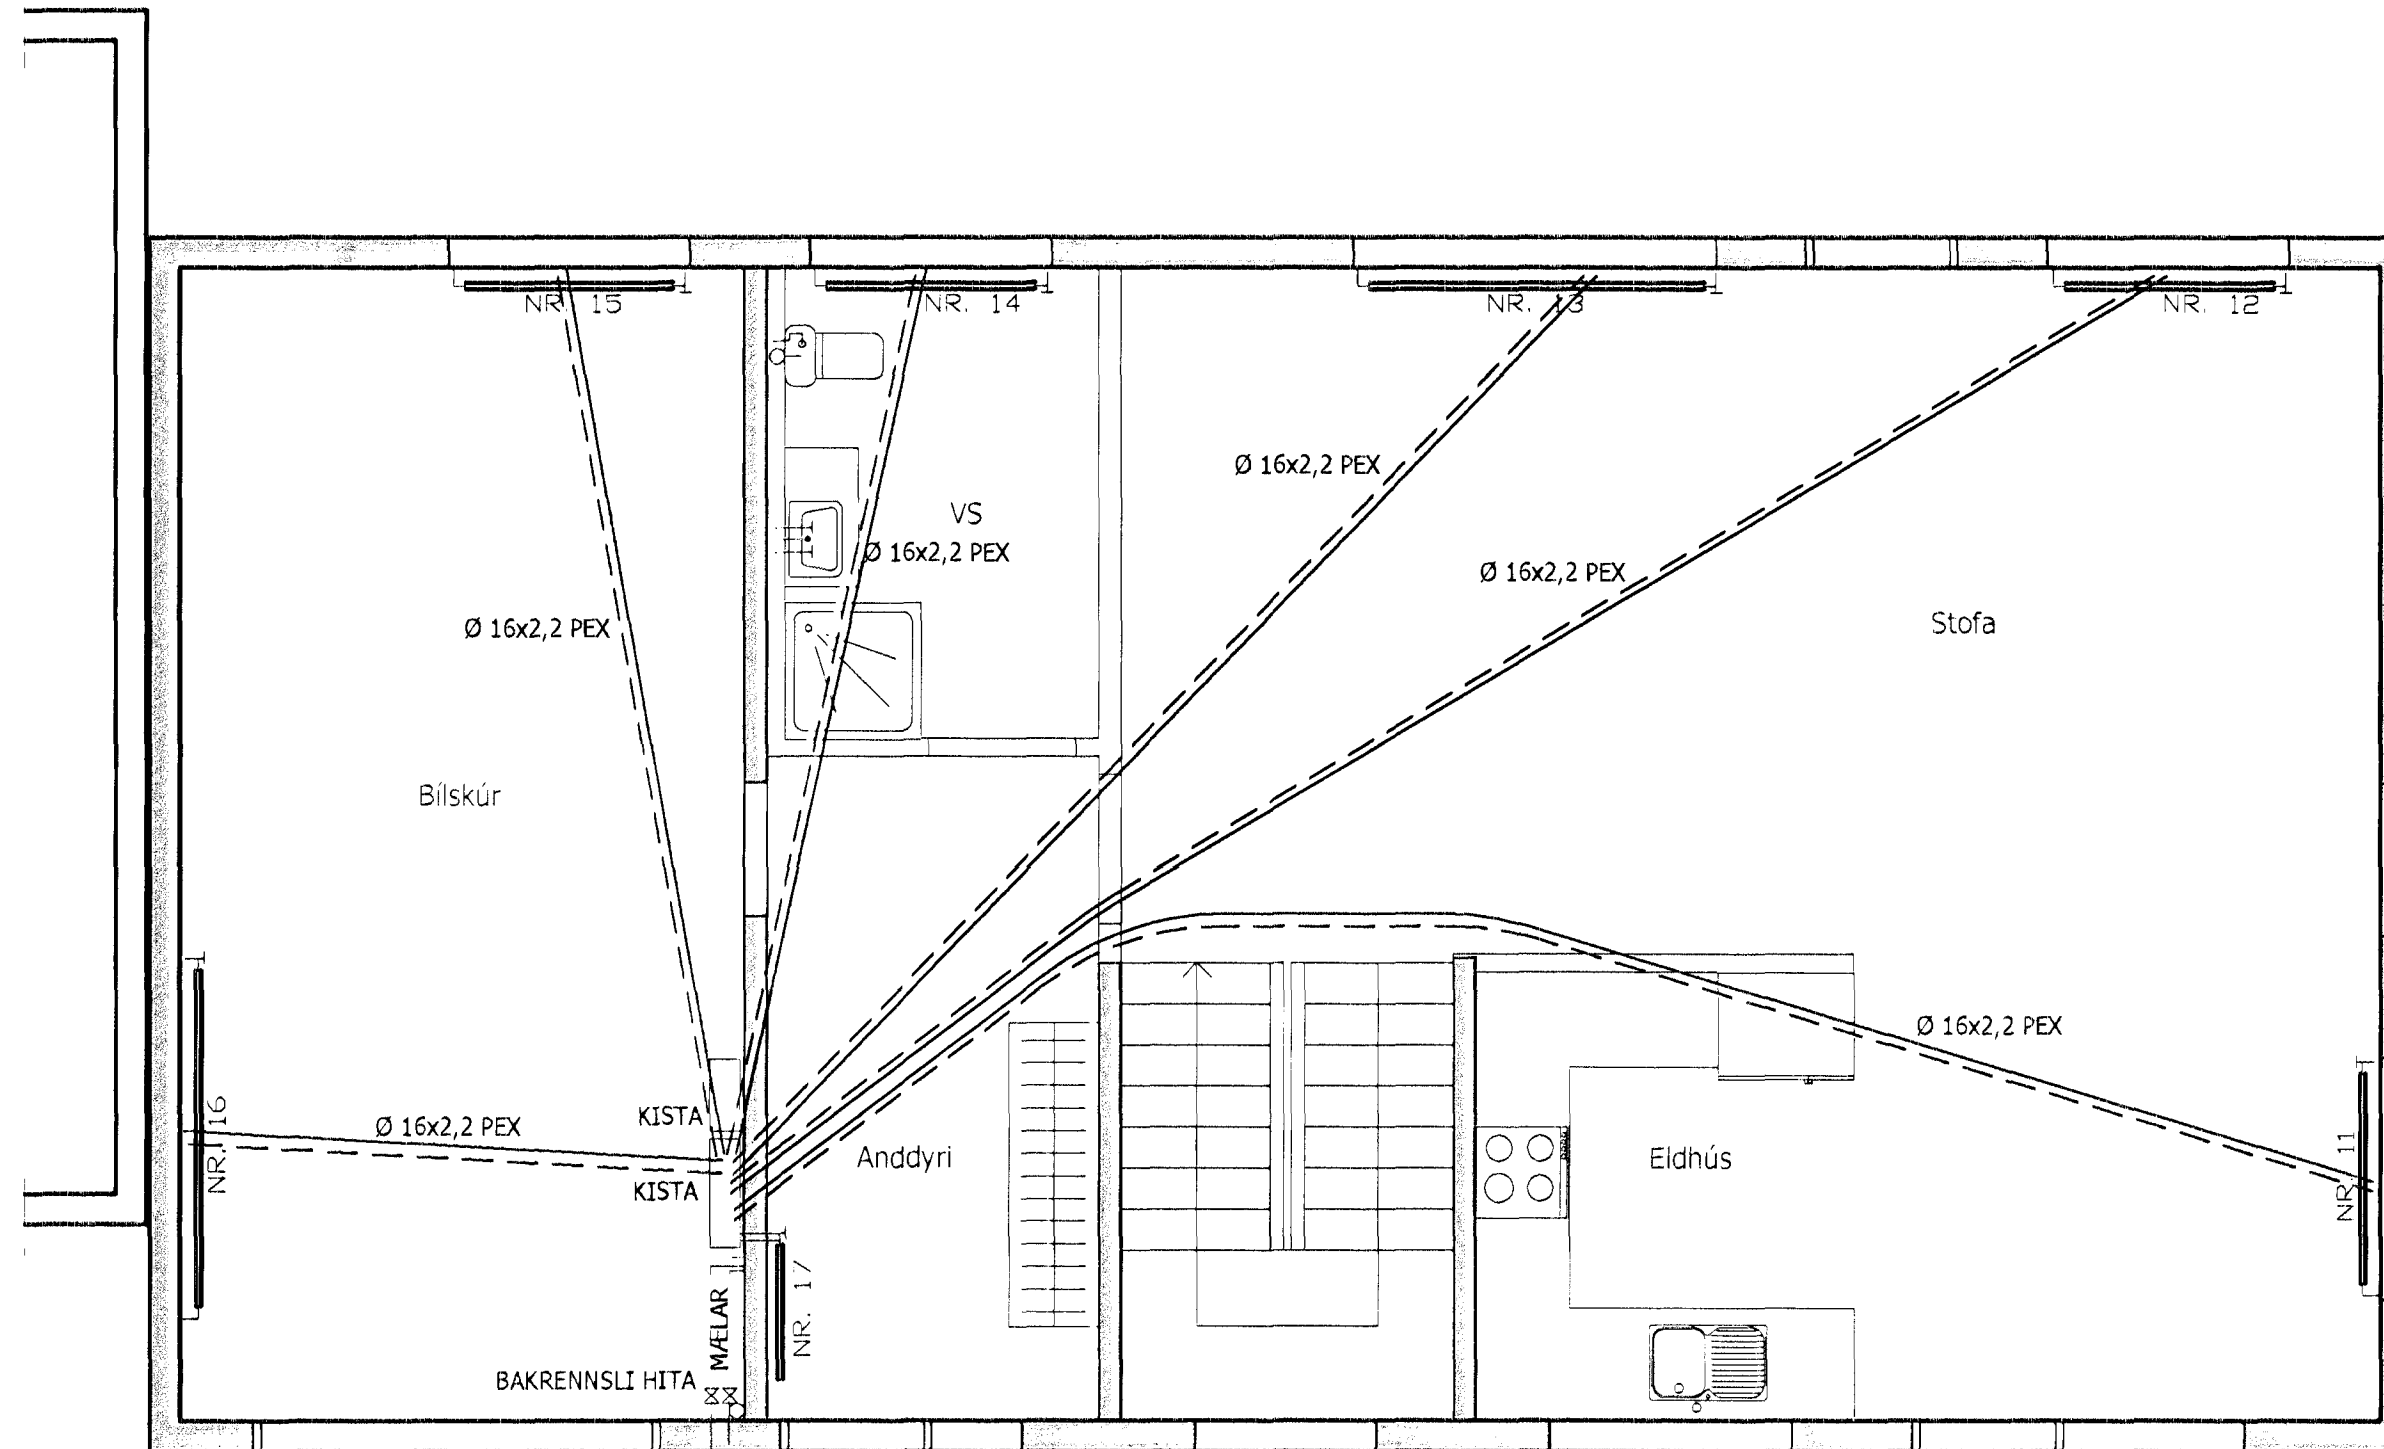 NR. 15
NR. 14
NR. 13
NR. 12
Ø 16x2,2 PEX
VS
Ø 16x2,2 PEX
Ø 16x2,2 PEX
Ø 16x2,2 PEX
Stofa
Ø 16x2,2 PEX
Bílskúr
Ø 16x2,2 PEX
KISTA
Ø 16x2,2 PEX
NR. 16
Anddyri
Eldhús
NR. 11
KISTA
NR. 17
MÆLAR
BAKRENNSLI HITA